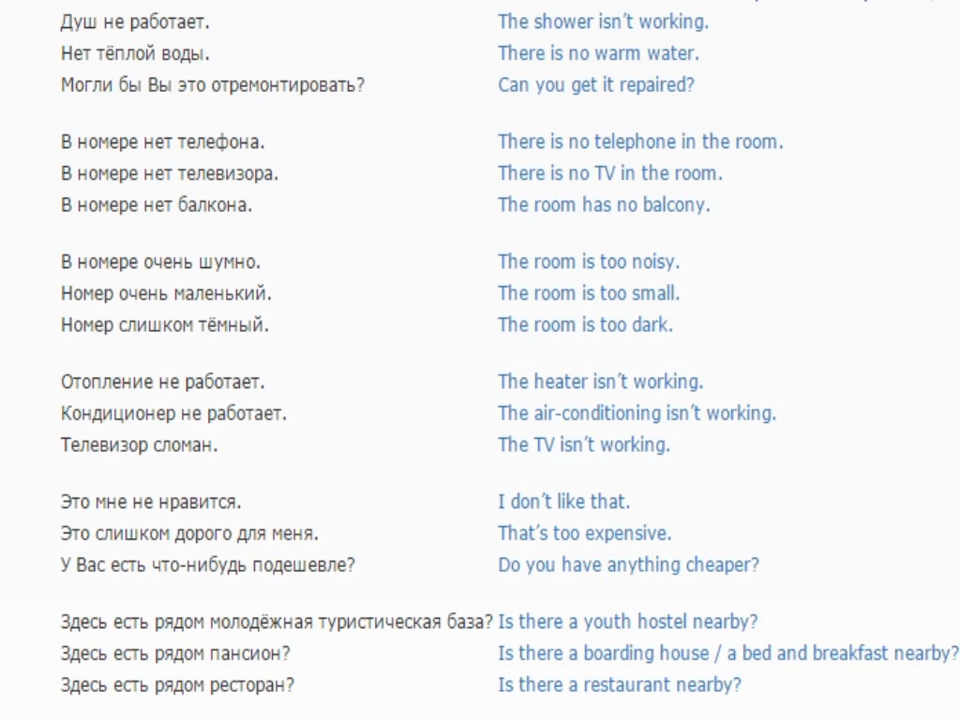 Душ не работает. The shower isn't working.
Нет тёплой воды. There is no warm water.
Могли бы Вы это отремонтировать? Can you get it repaired?
В номере нет телефона. There is no telephone in the room.
В номере нет телевизора. There is no TV in the room.
В номере нет балкона. The room has no balcony.
В номере очень шумно. The room is too noisy.
Номер очень маленький. The room is too small.
Номер слишком тёмный. The room is too dark.
Отопление не работает. The heater isn't working.
Кондиционер не работает. The air-conditioning isn't working.
Телевизор сломан. The TV isn't working.
Это мне не нравится. I don't like that.
Это слишком дорого для меня. That's too expensive.
У Вас есть что-нибудь подешевле? Do you have anything cheaper?
Здесь есть рядом молодёжная туристическая база? Is there a youth hostel nearby?
Здесь есть рядом пансион? Is there a boarding house / a bed and breakfast nearby?
Здесь есть рядом ресторан? Is there a restaurant nearby?